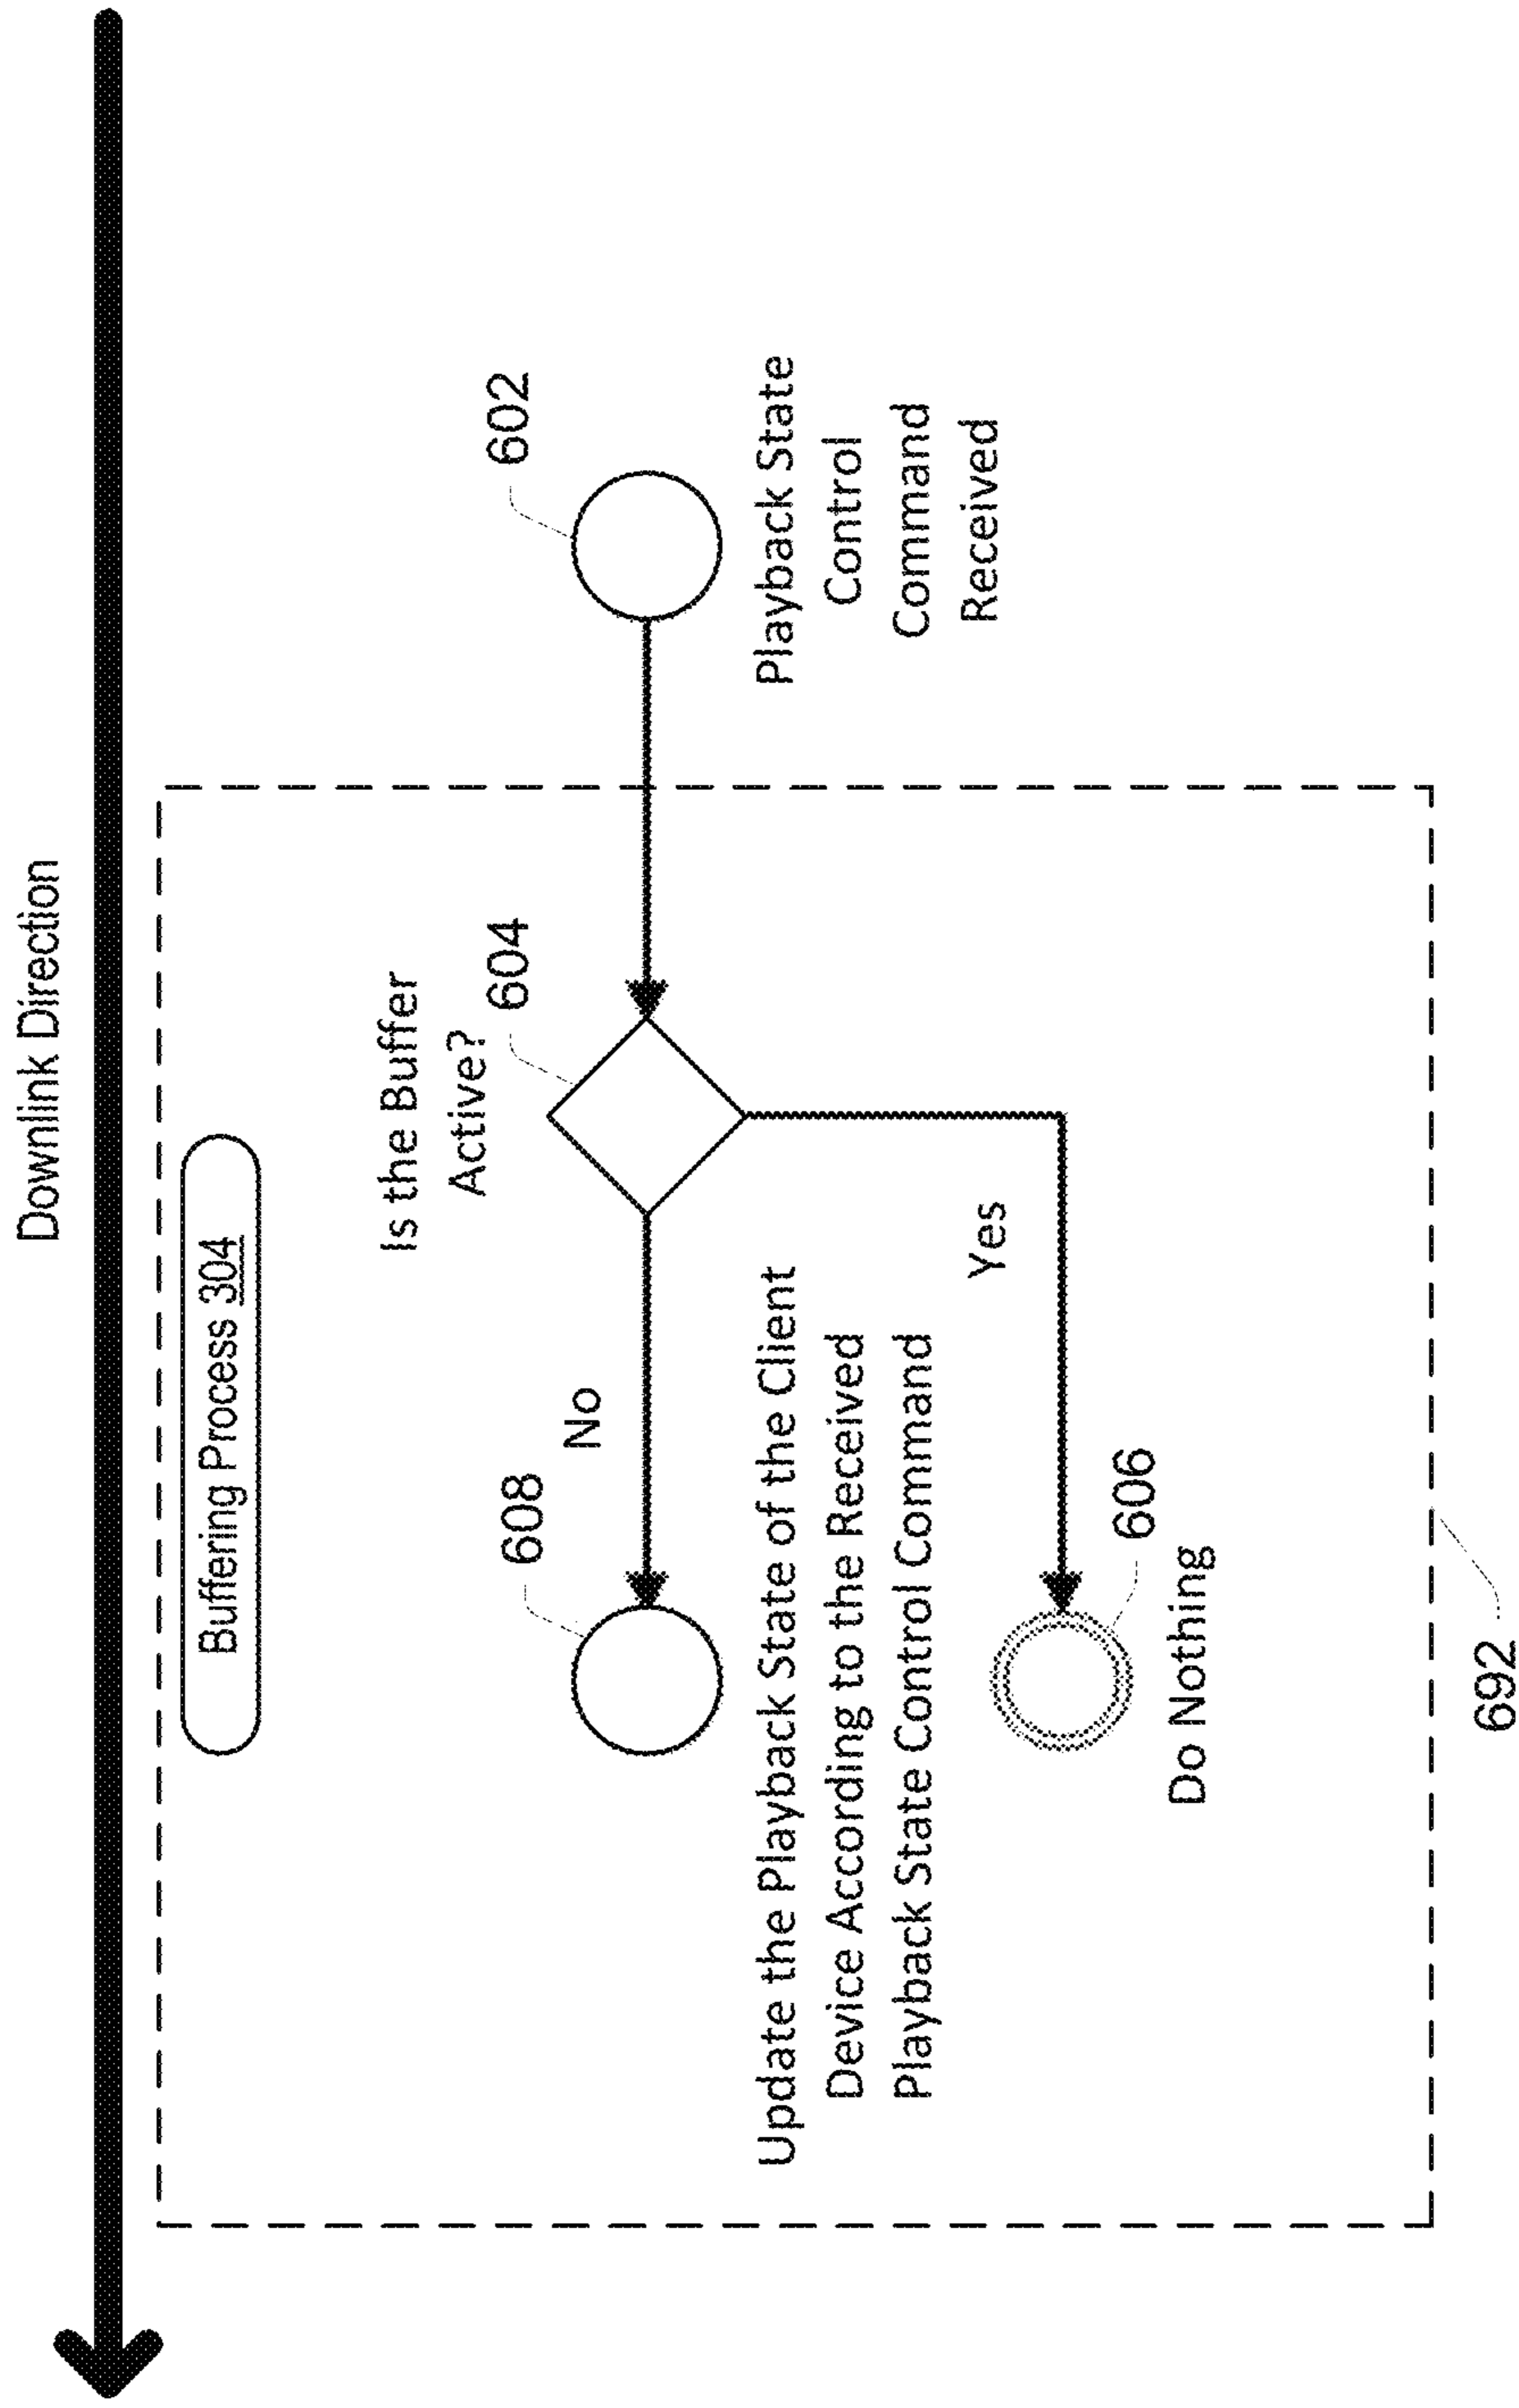 Downlink Direction
Buffering Process 304
Is the Buffer
Active?
604
602
Playback State
Control
Command
Received
No
608
Update the Playback State of the Client
Device According to the Received
Playback State Control Command
Yes
606
Do Nothing
692